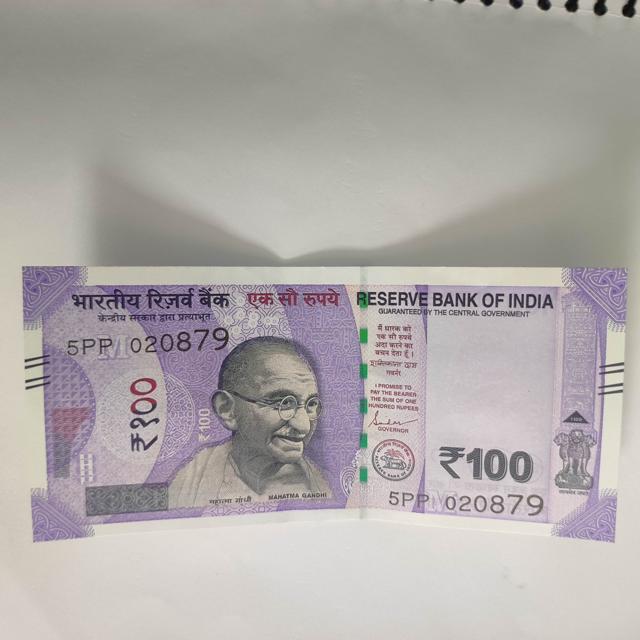 भारतीय रिज़र्व बैंक
केन्द्रीय सरकार द्वारा प्रत्याभूत
5PP 020879
M
₹१००
₹100
महात्मा गांधी
MAHATMA GANDHI
एक सौ रुपये
RESERVE BANK OF INDIA
GUARANTEED BY THE CENTRAL GOVERNMENT
मैं धारक को
एक सौ रुपये
अदा करने का
वचन देता हूँ।
गवर्नर
I PROMISE TO
PAY THE BEARER
THE SUM OF ONE
HUNDRED RUPEES
GOVERNOR
₹100
5PP 020879
M
सत्यमेव जयते